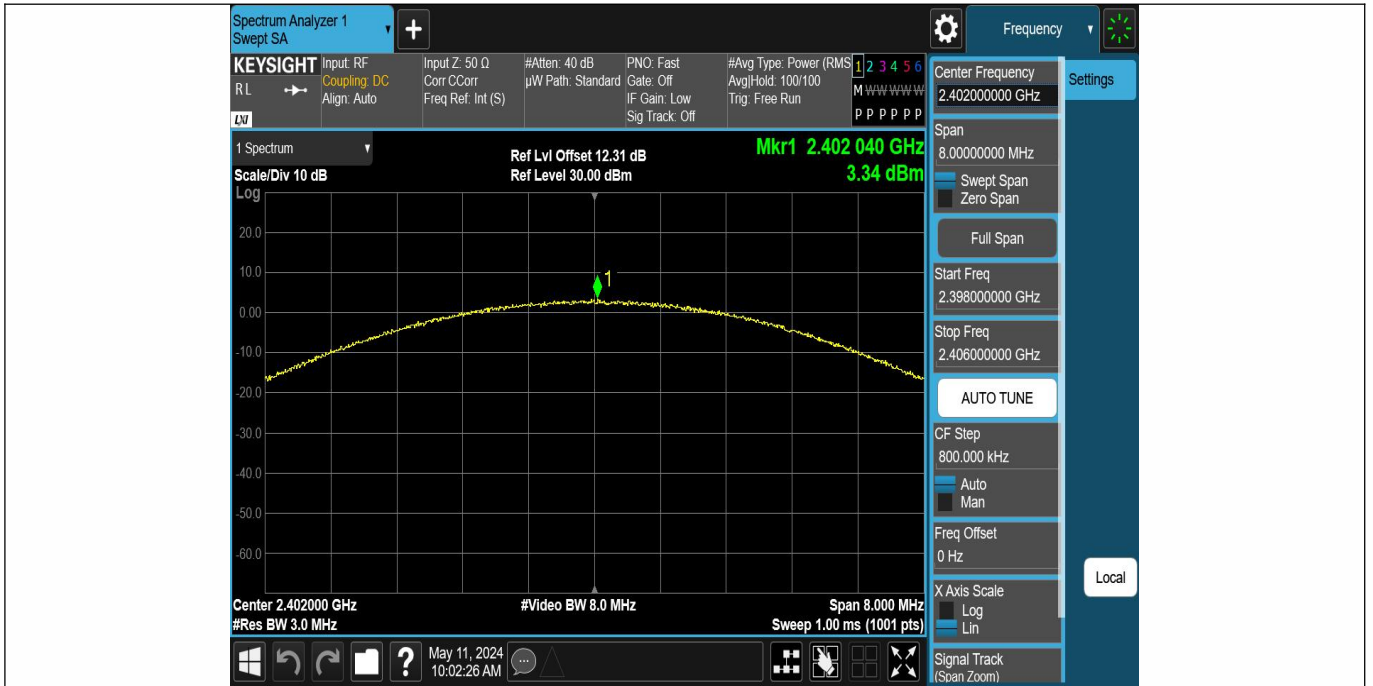 Spectrum Analyzer 1
Swept SA
+
Frequency
KEYSIGHT
R L
LXI
Input: RF
Coupling: DC
Align: Auto
Input Z: 50 Ω
Corr CCorr
Freq Ref: Int (S)
#Atten: 40 dB
µW Path: Standard
PNO: Fast
Gate: Off
IF Gain: Low
Sig Track: Off
#Avg Type: Power (RMS
Avg|Hold: 100/100
Trig: Free Run
1 2 3 4 5 6
M W W W W W
P P P P P P
1 Spectrum
Scale/Div 10 dB
Log
Ref Lvl Offset 12.31 dB
Ref Level 30.00 dBm
Mkr1 2.402 040 GHz
3.34 dBm
20.0
10.0
0.00
-10.0
-20.0
-30.0
-40.0
-50.0
-60.0
1
Center 2.402000 GHz
#Res BW 3.0 MHz
#Video BW 8.0 MHz
Span 8.000 MHz
Sweep 1.00 ms (1001 pts)
Center Frequency
2.402000000 GHz
Settings
Span
8.00000000 MHz
Swept Span
Zero Span
Full Span
Start Freq
2.398000000 GHz
Stop Freq
2.406000000 GHz
AUTO TUNE
CF Step
800.000 kHz
Auto
Man
Freq Offset
0 Hz
X Axis Scale
Log
Lin
Local
Signal Track
(Span Zoom)
?
May 11, 2024
10:02:26 AM